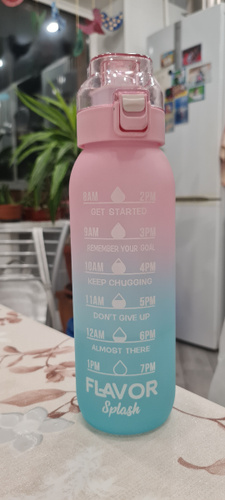 8AM 2PM
GET STARTED
9AM 3PM
REMEMBER YOUR GOAL
10AM 4PM
KEEP CHUGGING
11AM 5PM
DON'T GIVE UP
12AM 6PM
ALMOST THERE
1PM 7PM
FLAVOR
Splash